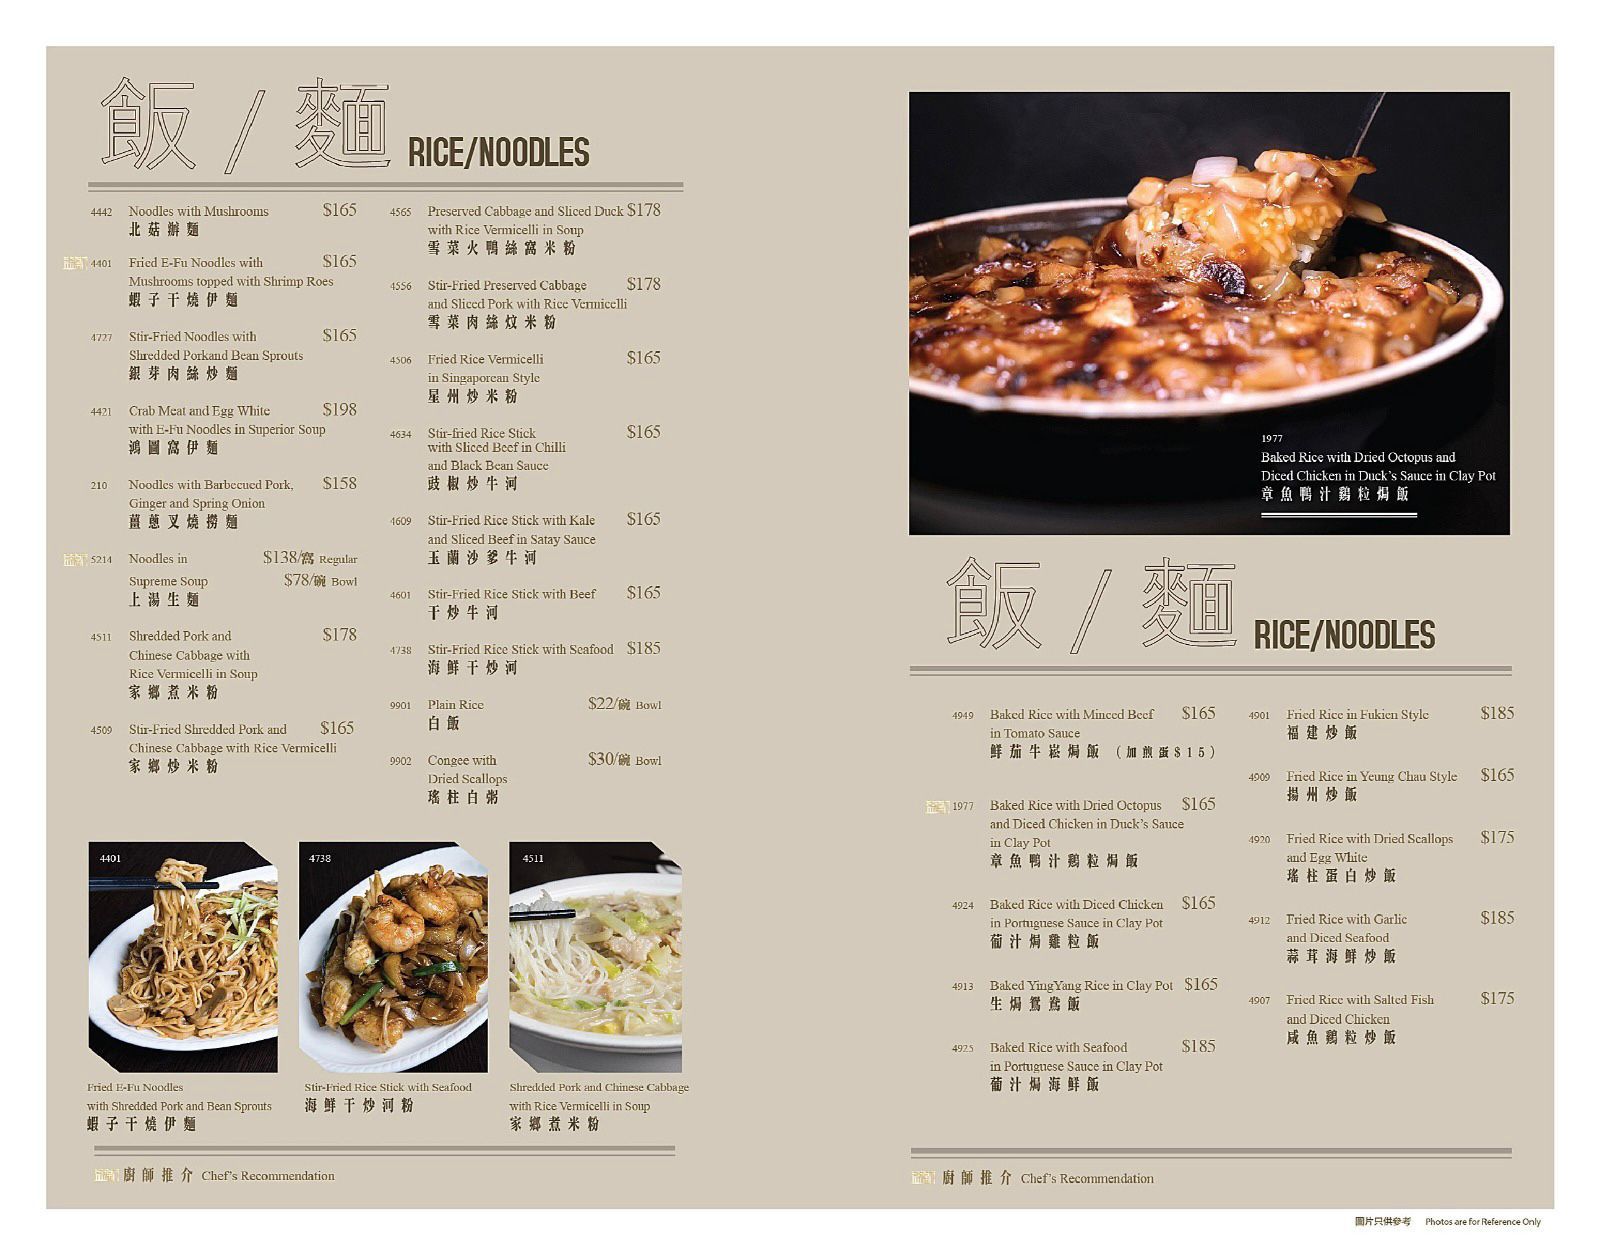 飯 / 麵 RICE/NOODLES
4442 Noodles with Mushrooms $165
北菇辦麵
4401 Fried E-Fu Noodles with $165
Mushrooms topped with Shrimp Roes
蝦子干燒伊麵
4727 Stir-Fried Noodles with $165
Shredded Porkand Bean Sprouts
銀芽肉絲炒麵
4421 Crab Meat and Egg White $198
with E-Fu Noodles in Superior Soup
鴻圖窩伊麵
210 Noodles with Barbecued Pork, $158
Ginger and Spring Onion
薑蔥叉燒撈麵
5214 Noodles in $138/窩 Regular
Supreme Soup $78/碗 Bowl
上湯生麵
4511 Shredded Pork and $178
Chinese Cabbage with
Rice Vermicelli in Soup
家鄉煮米粉
4509 Stir-Fried Shredded Pork and $165
Chinese Cabbage with Rice Vermicelli
家鄉炒米粉
4565 Preserved Cabbage and Sliced Duck $178
with Rice Vermicelli in Soup
雪菜火鴨絲窩米粉
4556 Stir-Fried Preserved Cabbage $178
and Sliced Pork with Rice Vermicelli
雪菜肉絲炆米粉
4506 Fried Rice Vermicelli $165
in Singaporean Style
星州炒米粉
4634 Stir-fried Rice Stick $165
with Sliced Beef in Chilli
and Black Bean Sauce
豉椒炒牛河
4609 Stir-Fried Rice Stick with Kale $165
and Sliced Beef in Satay Sauce
玉蘭沙爹牛河
4601 Stir-Fried Rice Stick with Beef $165
干炒牛河
4738 Stir-Fried Rice Stick with Seafood $185
海鮮干炒河
9901 Plain Rice $22/碗 Bowl
白飯
9902 Congee with $30/碗 Bowl
Dried Scallops
瑤柱白粥
4401
4738
4511
Fried E-Fu Noodles
with Shredded Pork and Bean Sprouts
蝦子干燒伊麵
Stir-Fried Rice Stick with Seafood
海鮮干炒河粉
Shredded Pork and Chinese Cabbage
with Rice Vermicelli in Soup
家鄉煮米粉
廚師推介 Chef's Recommendation
1977
Baked Rice with Dried Octopus and
Diced Chicken in Duck's Sauce in Clay Pot
章魚鴨汁鷄粒焗飯
飯 / 麵 RICE/NOODLES
4949 Baked Rice with Minced Beef $165
in Tomato Sauce
鮮茄牛崧焗飯 (加煎蛋$15)
1977 Baked Rice with Dried Octopus $165
and Diced Chicken in Duck's Sauce
in Clay Pot
章魚鴨汁鷄粒焗飯
4924 Baked Rice with Diced Chicken $165
in Portuguese Sauce in Clay Pot
葡汁焗雞粒飯
4913 Baked YingYang Rice in Clay Pot $165
生焗鴛鴦飯
4925 Baked Rice with Seafood $185
in Portuguese Sauce in Clay Pot
葡汁焗海鮮飯
4901 Fried Rice in Fukien Style $185
福建炒飯
4909 Fried Rice in Yeung Chau Style $165
揚州炒飯
4920 Fried Rice with Dried Scallops $175
and Egg White
瑤柱蛋白炒飯
4912 Fried Rice with Garlic $185
and Diced Seafood
蒜茸海鮮炒飯
4907 Fried Rice with Salted Fish $175
and Diced Chicken
咸魚鷄粒炒飯
廚師推介 Chef's Recommendation
圖片只供參考 Photos are for Reference Only